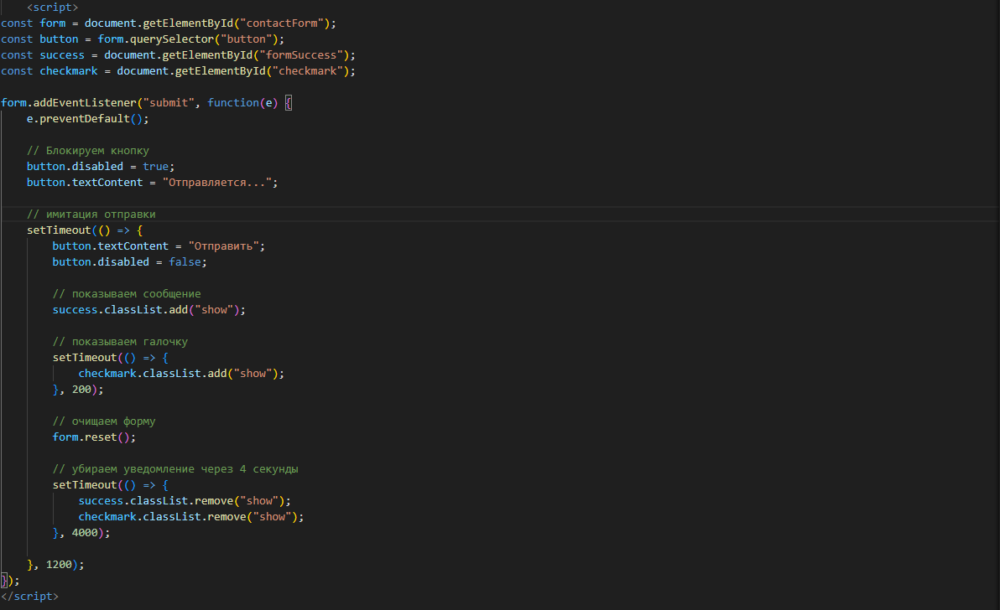 <script>
const form = document.getElementById("contactForm");
const button = form.querySelector("button");
const success = document.getElementById("formSuccess");
const checkmark = document.getElementById("checkmark");
form.addEventListener("submit", function(e) {
e.preventDefault();
// Блокируем кнопку
button.disabled = true;
button.textContent = "Отправляется...";
// имитация отправки
setTimeout(() => {
button.textContent = "Отправить";
button.disabled = false;
// показываем сообщение
success.classList.add("show");
// показываем галочку
setTimeout(() => {
checkmark.classList.add("show");
}, 200);
// очищаем форму
form.reset();
// убираем уведомление через 4 секунды
setTimeout(() => {
success.classList.remove("show");
checkmark.classList.remove("show");
}, 4000);
}, 1200);
});
</script>